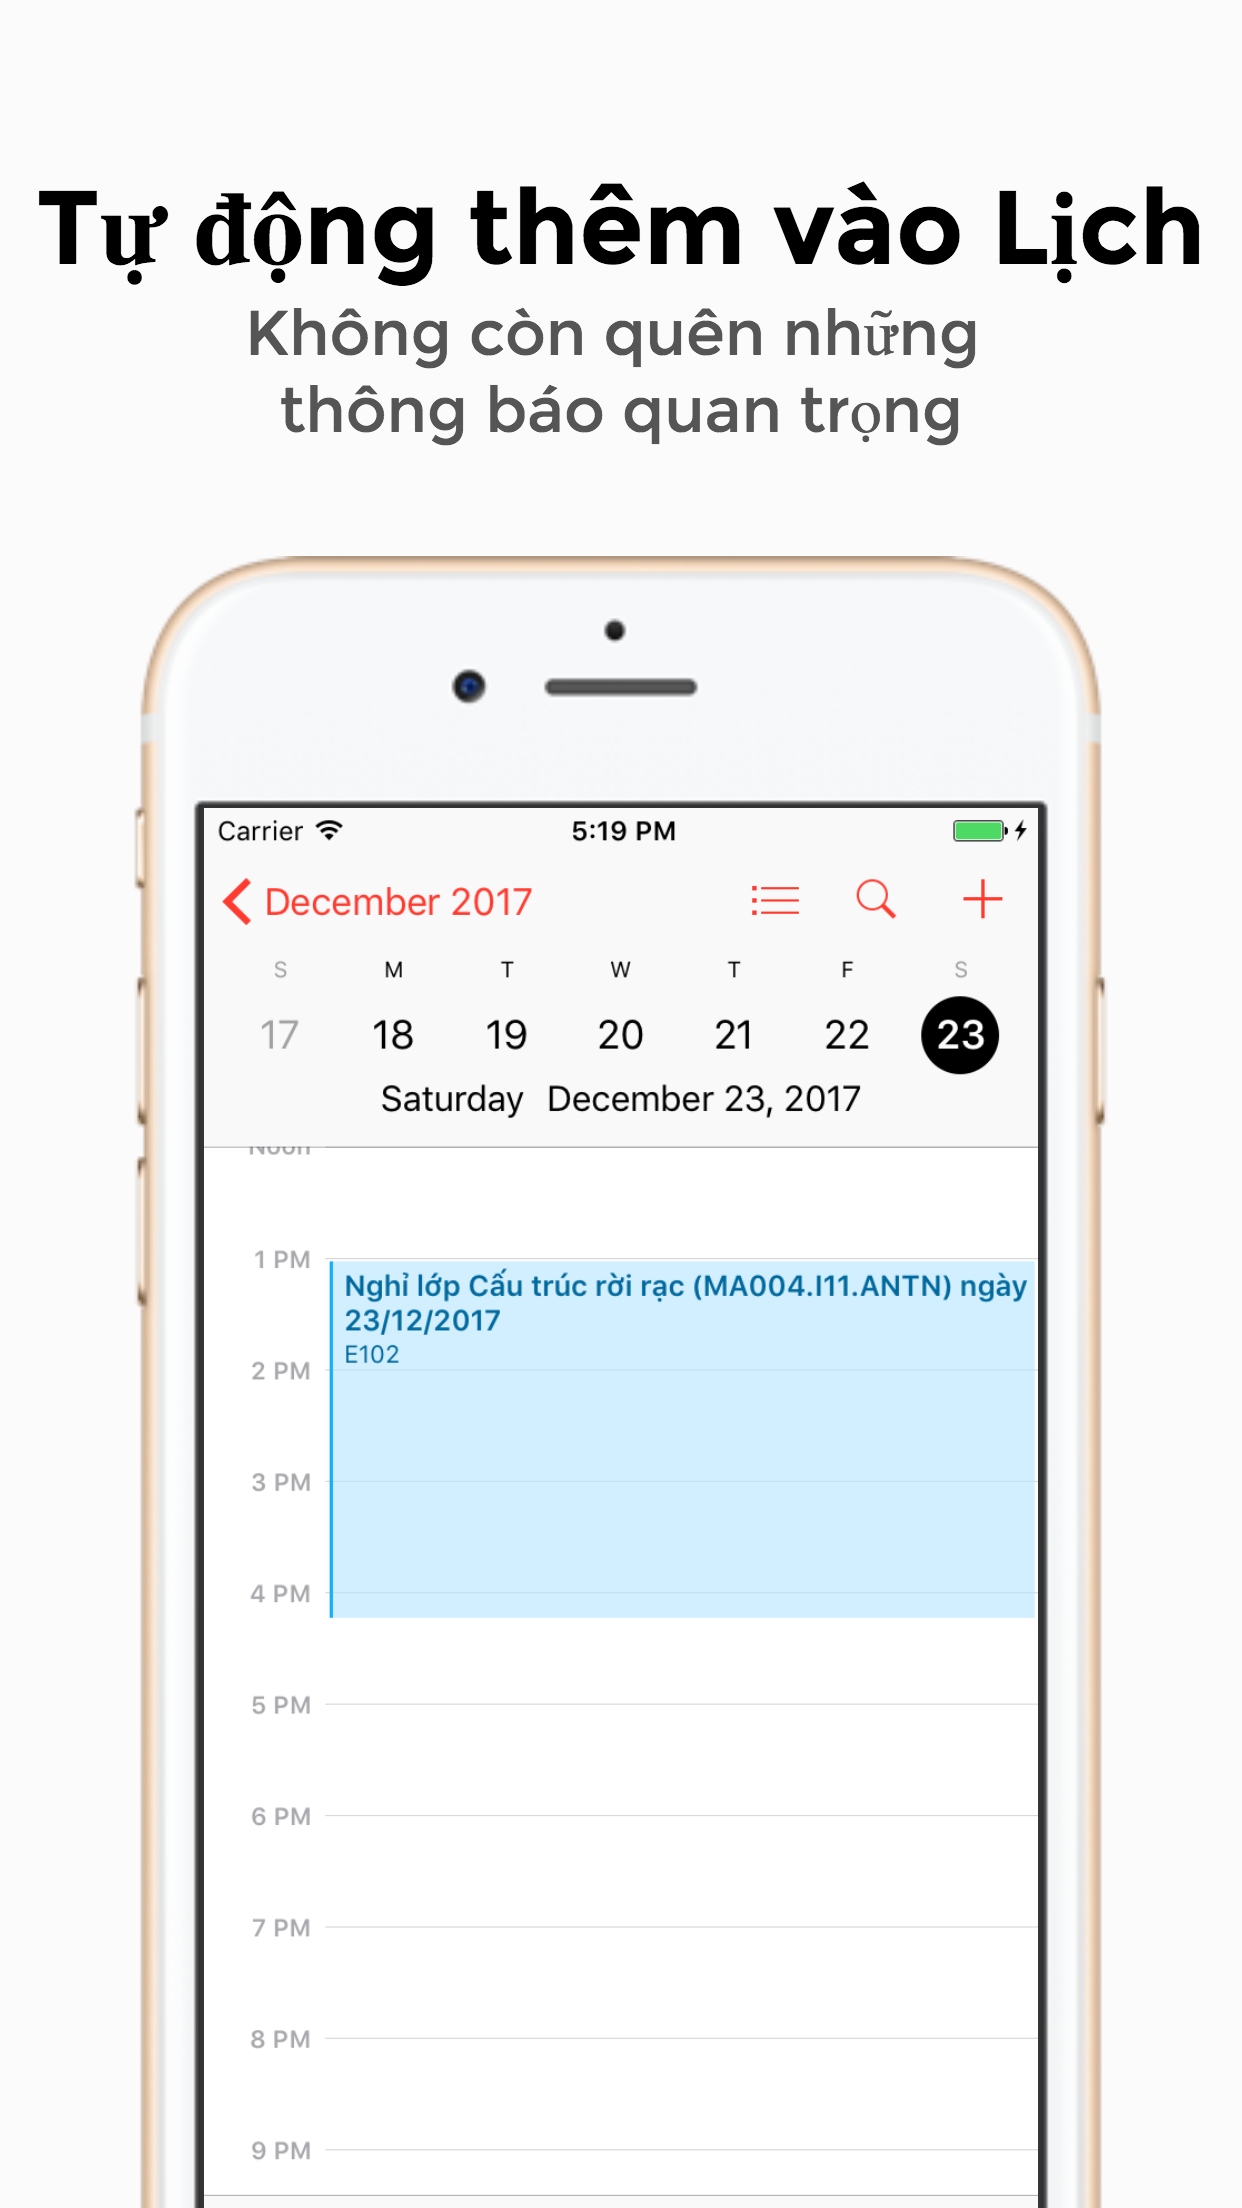 Tự động thêm vào Lịch
Không còn quên những
thông báo quan trọng
Carrier 5:19 PM
December 2017
S M T W T F S
17 18 19 20 21 22 23
Saturday December 23, 2017
Noon
1 PM
Nghỉ lớp Cấu trúc rời rạc (MA004.I11.ANTN) ngày
23/12/2017
E102
2 PM
3 PM
4 PM
5 PM
6 PM
7 PM
8 PM
9 PM